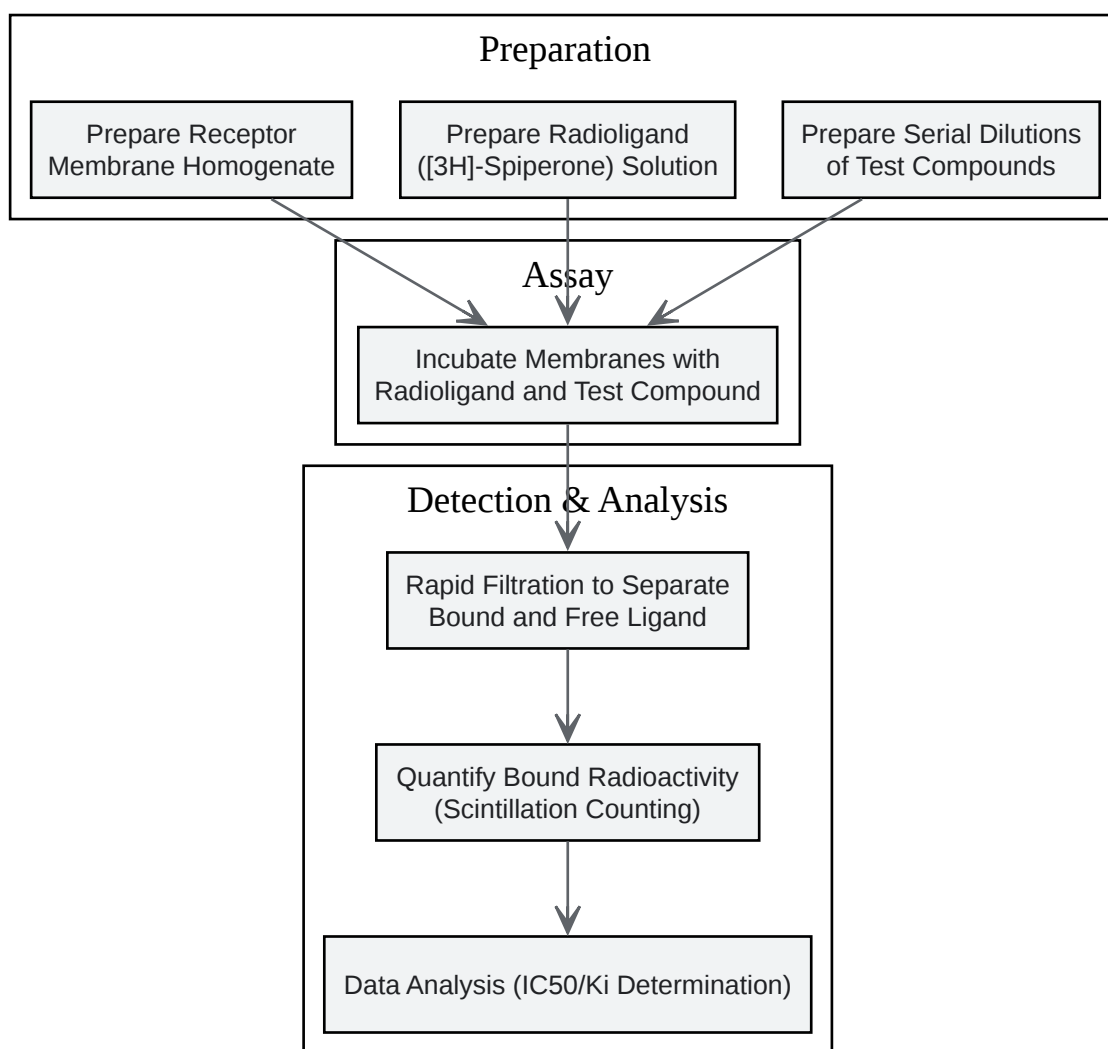 Preparation
Prepare Receptor
Membrane Homogenate
Prepare Radioligand
([3H]-Spiperone) Solution
Prepare Serial Dilutions
of Test Compounds
Assay
Incubate Membranes with
Radioligand and Test Compound
Detection & Analysis
Rapid Filtration to Separate
Bound and Free Ligand
Quantify Bound Radioactivity
(Scintillation Counting)
Data Analysis (IC50/Ki Determination)